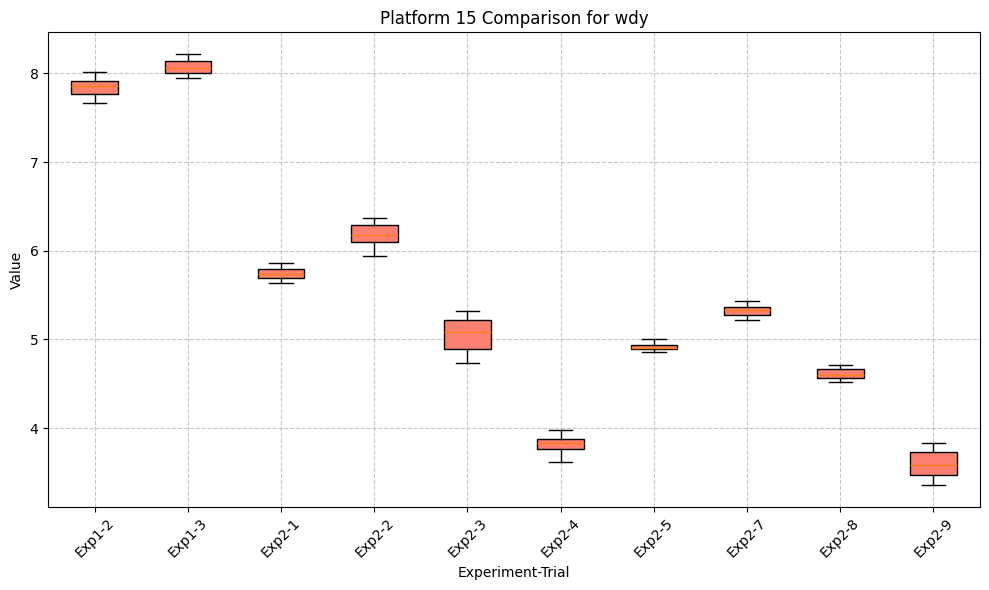 Platform 15 Comparison for wdy
Value
8
7
6
5
4
Exp1-2
Exp1-3
Exp2-1
Exp2-2
Exp2-3
Exp2-4
Exp2-5
Exp2-7
Exp2-8
Exp2-9
Experiment-Trial